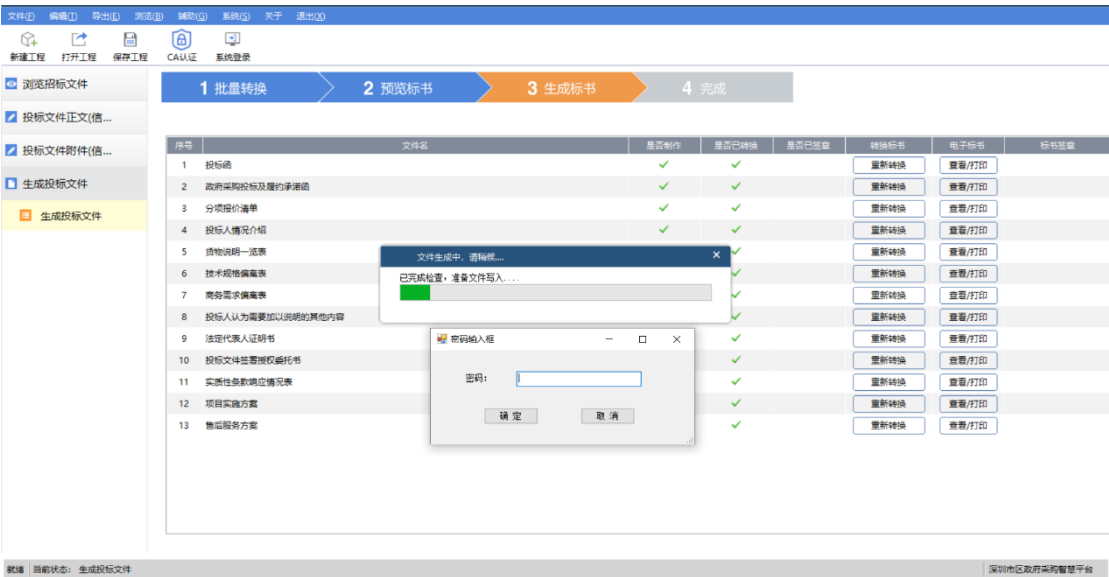 文件(F) 编辑(T) 导出(E) 浏览(B) 辅助(G) 系统(S) 关于 退出(X)
新建工程 打开工程 保存工程 CA认证 系统登录
浏览招标文件
投标文件正文(信...
投标文件附件(信...
生成投标文件
生成投标文件
1 批量转换 2 预览标书 3 生成标书 4 完成
序号 文件名 是否制作 是否已转换 是否已签章 转换标书 电子标书 标书签章
1 投标函 重新转换 查看/打印
2 政府采购投标及履约承诺函 重新转换 查看/打印
3 分项报价清单 重新转换 查看/打印
4 投标人情况介绍 重新转换 查看/打印
5 货物说明一览表 重新转换 查看/打印
6 技术规格偏离表 重新转换 查看/打印
7 商务需求偏离表 重新转换 查看/打印
8 投标人认为需要加以说明的其他内容 重新转换 查看/打印
9 法定代表人证明书 重新转换 查看/打印
10 投标文件签署授权委托书 重新转换 查看/打印
11 实质性条款响应情况表 重新转换 查看/打印
12 项目实施方案 重新转换 查看/打印
13 售后服务方案 重新转换 查看/打印
文件生成中，请稍候....
已完成检查，准备文件写入....
密码输入框
密码：
确定 取消
就绪 当前状态： 生成投标文件 深圳市区政府采购智慧平台